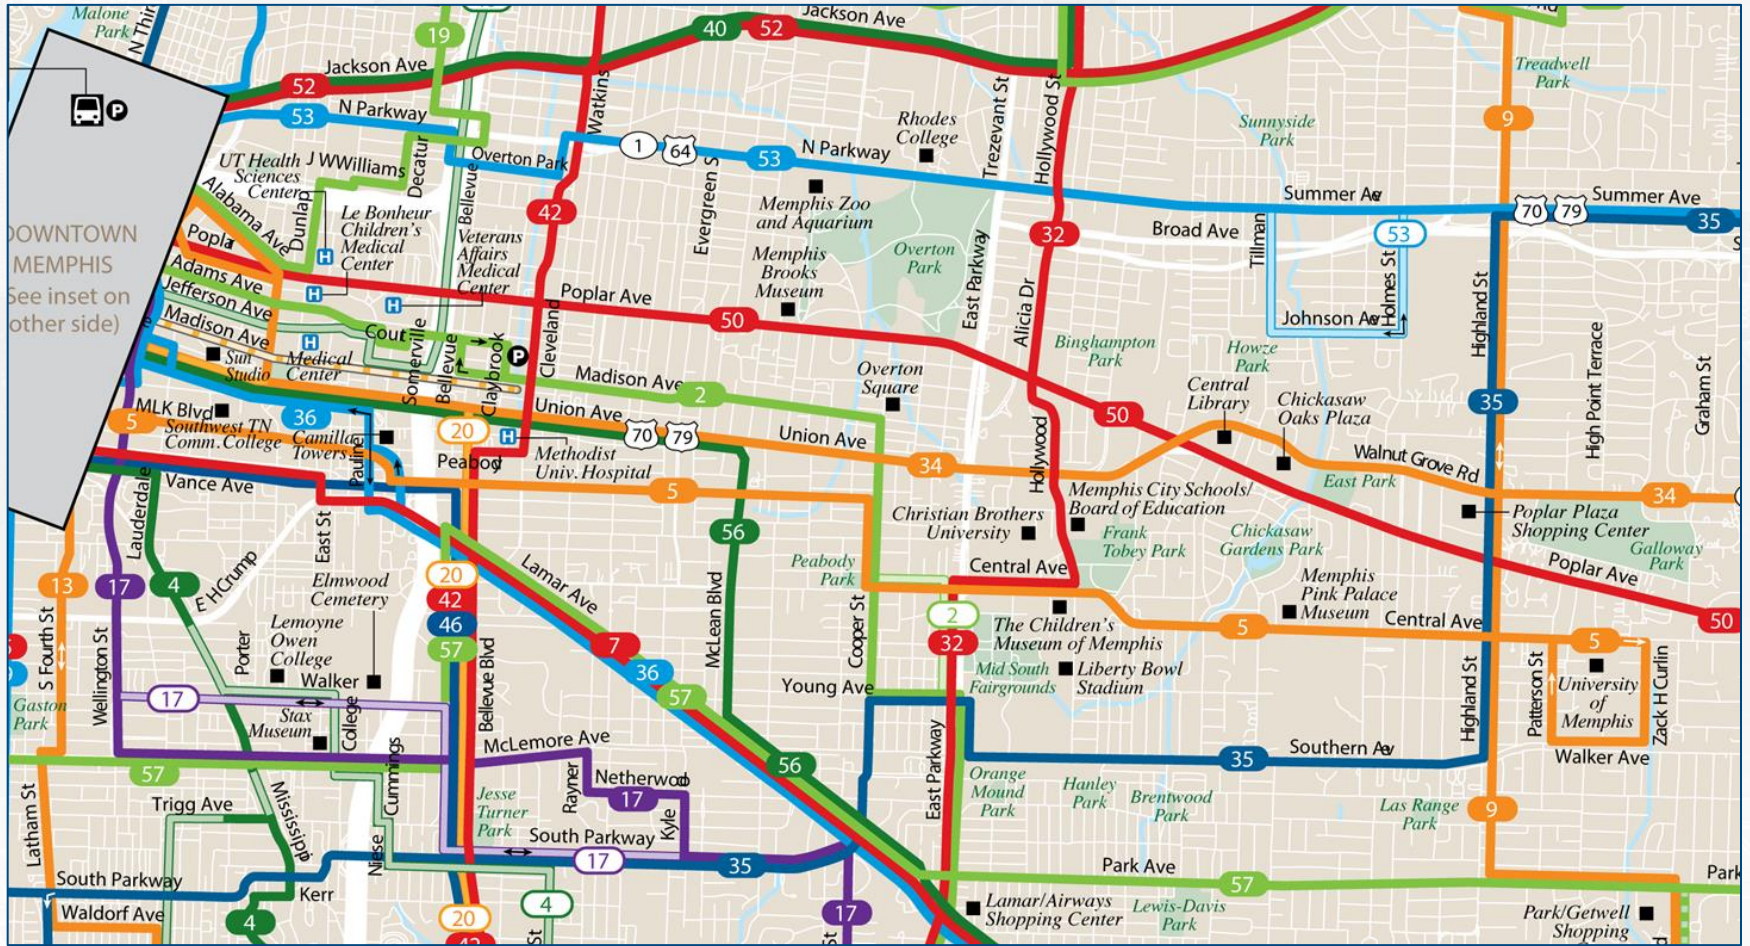 Malone
Park
N Thir
19
40
52
Jackson Ave
Jackson Ave
52
53
N Parkway
Watkins
Trezevant St
Hollywood St
Treadwell
Park
9
UT Health
Sciences
Center
J WWilliams
Decatur
Overton Park
Bellevue
1
64
53
N Parkway
Rhodes
College
Sunnyside
Park
Evergreen S
Alabama Ave
Dunlap
Le Bonheur
Children's
Medical
Center
Veterans
Affairs
Medical
Center
42
Memphis Zoo
and Aquarium
Summer Ae
Summer Ave
70
79
35
Broad Ave
53
32
DOWNTOWN
MEMPHIS
See inset on
other side)
Popla
Adams Ave
Jefferson Ave
Madison Ave
H
H
H
H
Poplar Ave
50
Memphis
Brooks
Museum
Overton
Park
East Parkway
Alicia Dr
Tillman
Holmes St
Johnson Ave
Highland St
Court
Somerville
Bellevue
Claybrook
Cleveland
P
P
Sun
Studio
Medical
Center
Binghampton
Park
Howze
Park
High Point Terrace
Graham St
Madison Ave
2
Overton
Square
Central
Library
Chickasaw
Oaks Plaza
35
5
MLK Blvd
Southwest TN
Comm. College
36
Camilla
Towers
Pauline
20
Union Ave
70
79
Union Ave
34
50
Peabody
H
Methodist
Univ. Hospital
Hollywood
Walnut Grove Rd
East Park
34
Vance Ave
5
Memphis City Schools/
Board of Education
Christian Brothers
University
Poplar Plaza
Shopping Center
Lauderdale
East St
56
Frank
Tobey Park
Chickasaw
Gardens Park
Galloway
Park
Peabody
Park
Central Ave
Poplar Ave
13
17
4
E HCrump
Elmwood
Cemetery
20
42
46
57
Lamar Ave
McLean Blvd
Cooper St
2
32
Memphis
Pink Palace
Museum
5
Central Ave
50
5
S Fourth St
Wellington St
Porter
Lemoyne
Owen
College
7
36
57
The Children's
Museum of Memphis
Mid South
Fairgrounds
Liberty Bowl
Stadium
Walker
Young Ave
Highland St
Patterson St
University
of
Memphis
Zack H Curlin
Gaston
Park
17
Stax
Museum
College
Bellevue Blvd
McLemore Ave
East Parkway
35
Southern Ae
Walker Ave
57
Cummings
56
Rayner
Netherwood
17
Kyle
Orange
Mound
Park
Hanley
Park
Brentwood
Park
Las Range
Park
9
Latham St
Trigg Ave
Mississippi
Niese
Jesse
Turner
Park
South Parkway
17
35
Park Ave
57
Park
South Parkway
Kerr
Waldorf Ave
4
20
42
4
St
17
St
Lamar/Airways
Shopping Center
Lewis-Davis
Park
Park/Getwell
Shopping